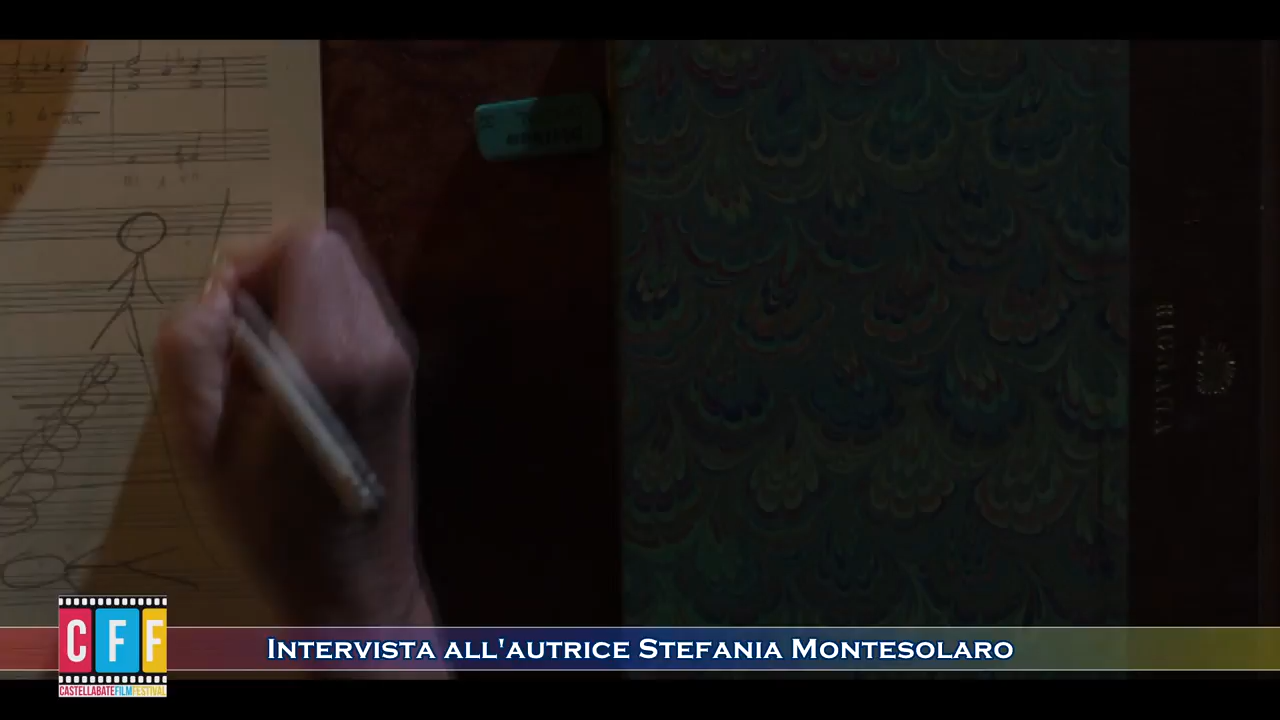 CFF
CASTELLABATEFILMFESTIVAL
INTERVISTA ALL'AUTRICE STEFANIA MONTESOLARO